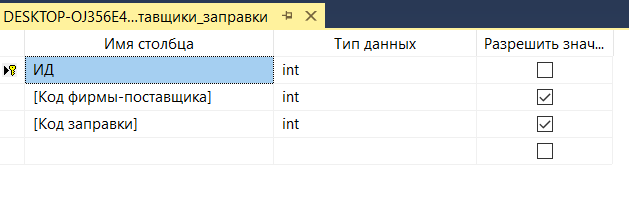 DESKTOP-OJ356E4...тавщики_заправки
Имя столбца Тип данных Разрешить знач...
ИД int
[Код фирмы-поставщика] int
[Код заправки] int